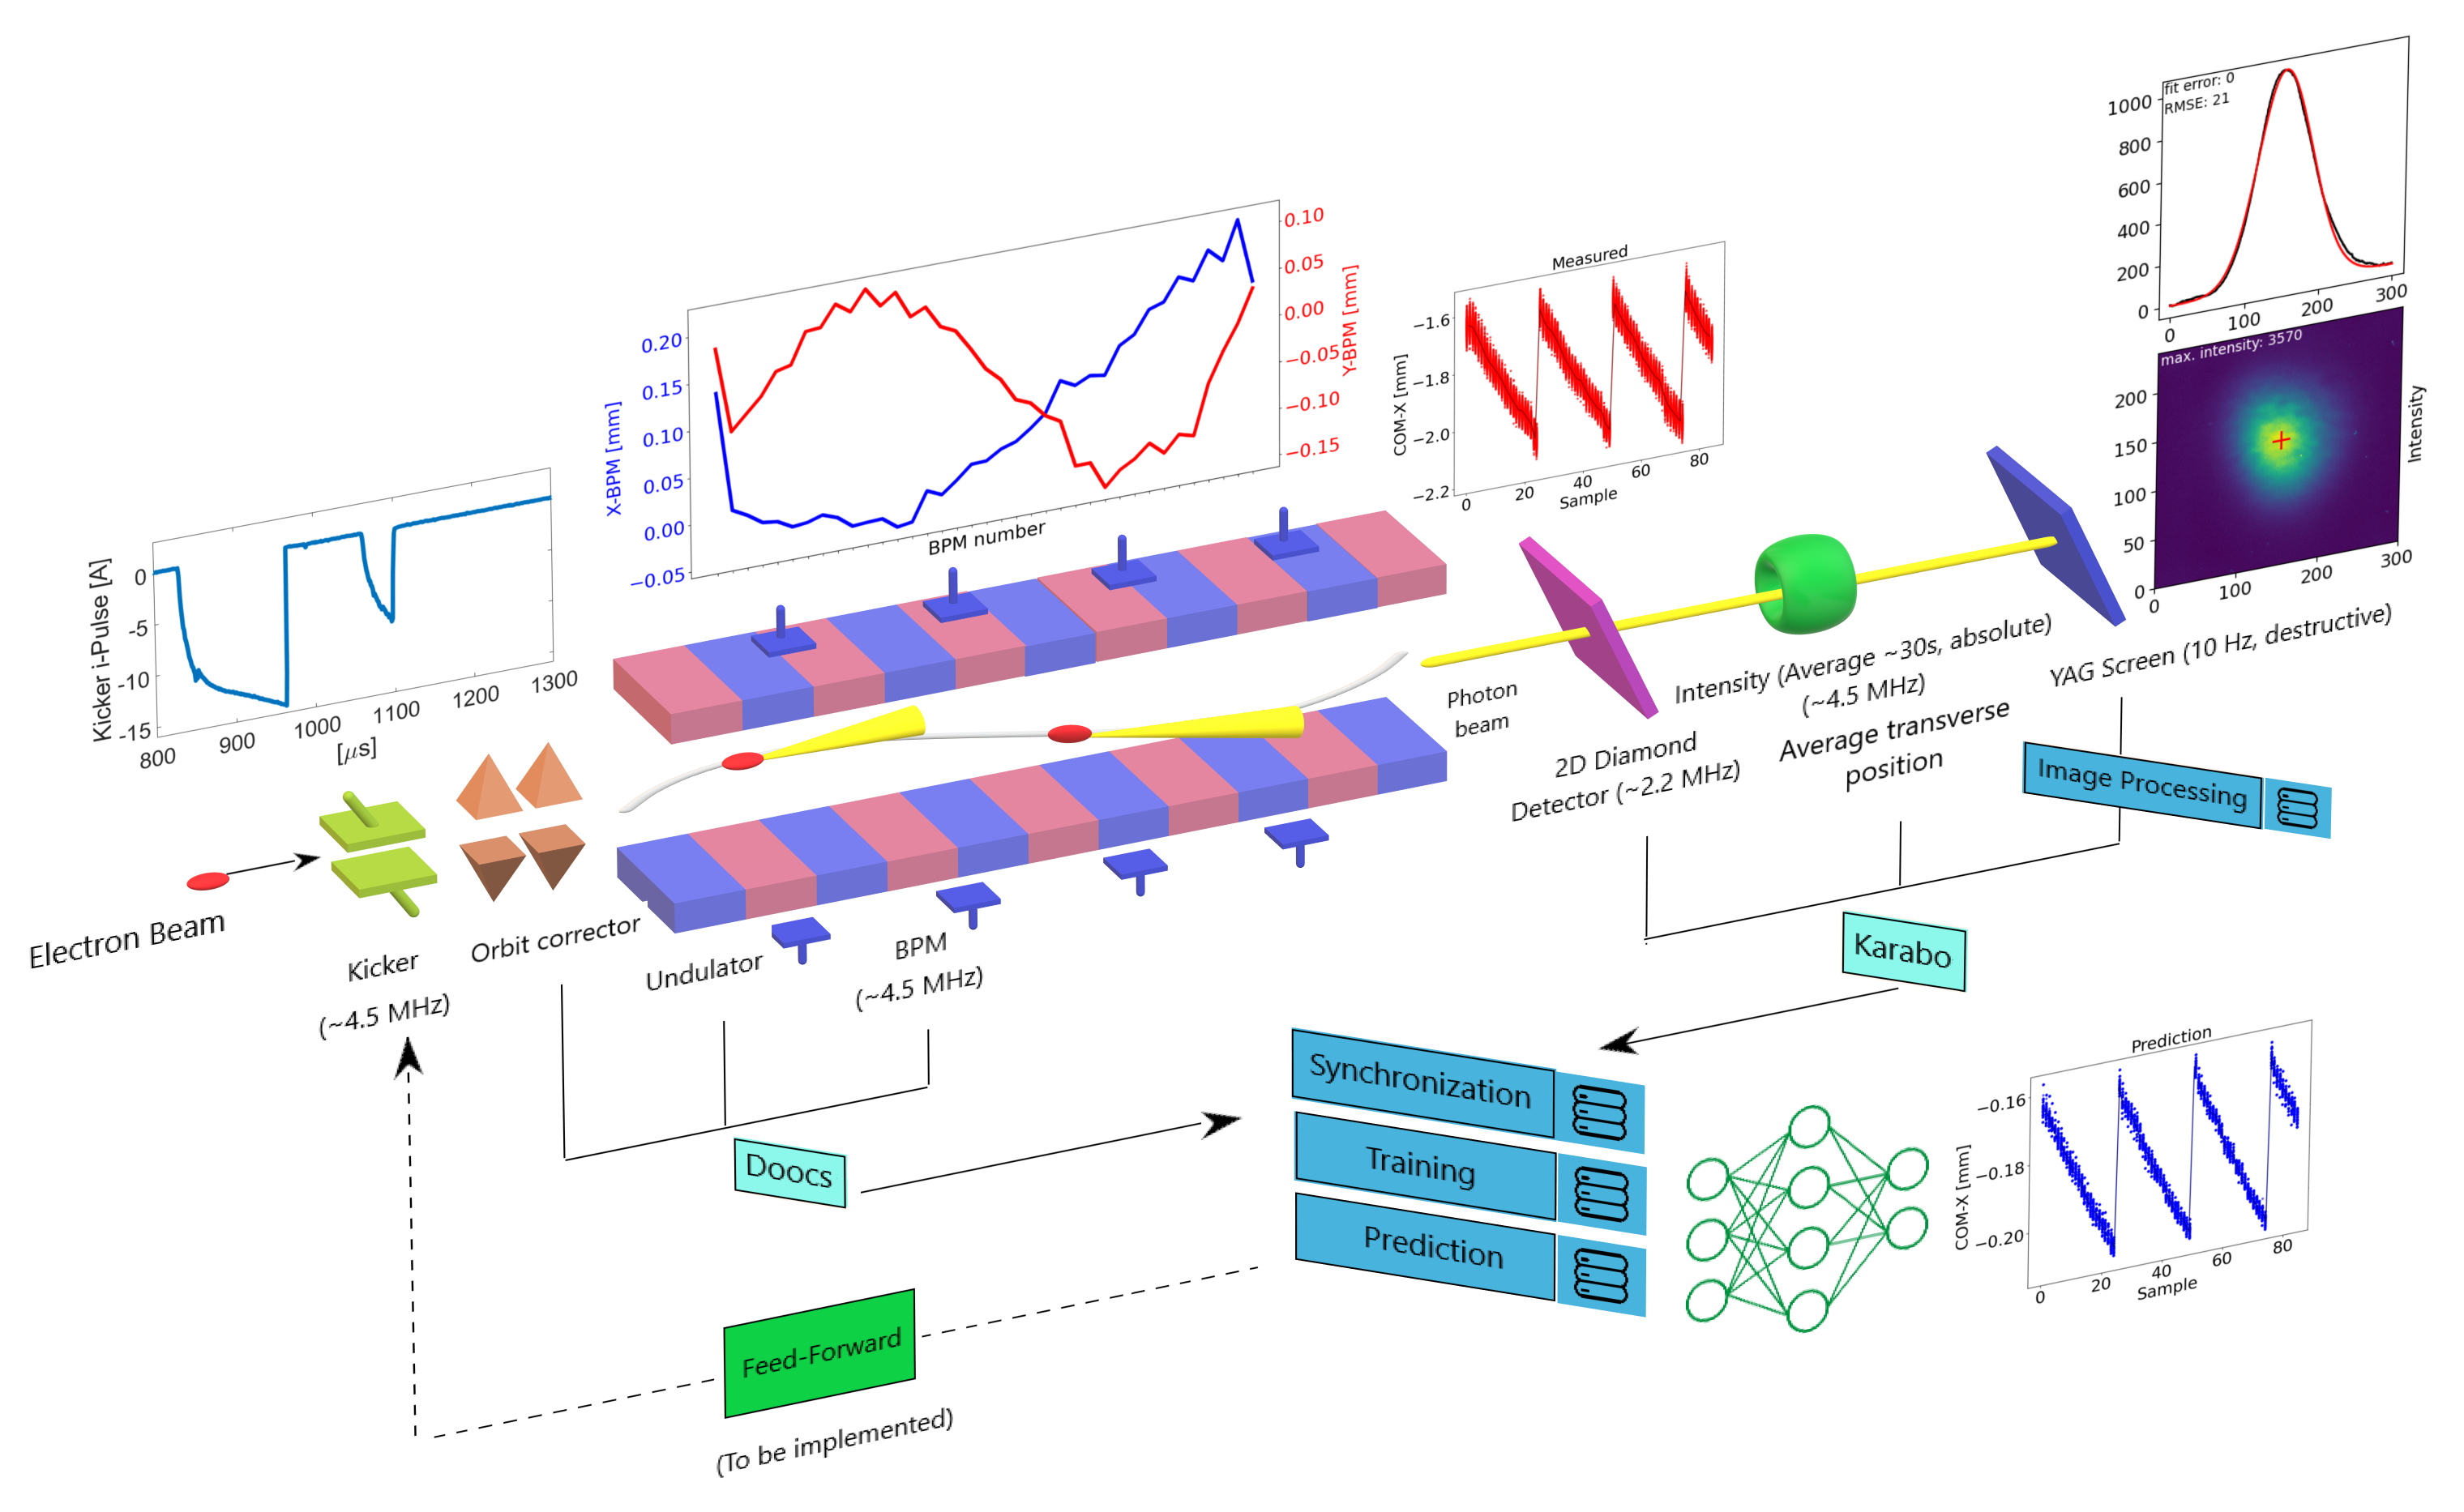 fit error: 0
RMSE: 21
1000
800
600
400
200
0
0
100
200
300
max. intensity: 3570
200
150
100
50
0
0
100
200
300
Intensity
0.20
0.15
0.10
0.05
0.00
−0.05
X-BPM [mm]
BPM number
0.10
0.05
0.00
−0.05
−0.10
−0.15
Y-BPM [mm]
Measured
−1.6
−1.8
−2.0
−2.2
COM-X [mm]
0
20
40
60
80
Sample
Kicker i-Pulse [A]
0
-5
-10
-15
800
900
1000
1100
1200
1300
[μs]
Electron Beam
Kicker
(~4.5 MHz)
Orbit corrector
Undulator
BPM
(~4.5 MHz)
Photon
beam
2D Diamond
Detector (~2.2 MHz)
Intensity (Average ~30s, absolute)
(~4.5 MHz)
Average transverse
position
YAG Screen (10 Hz, destructive)
Image Processing
Karabo
Doocs
Synchronization
Training
Prediction
Prediction
−0.16
−0.18
−0.20
COM-X [mm]
0
20
40
60
80
Sample
Feed-Forward
(To be implemented)